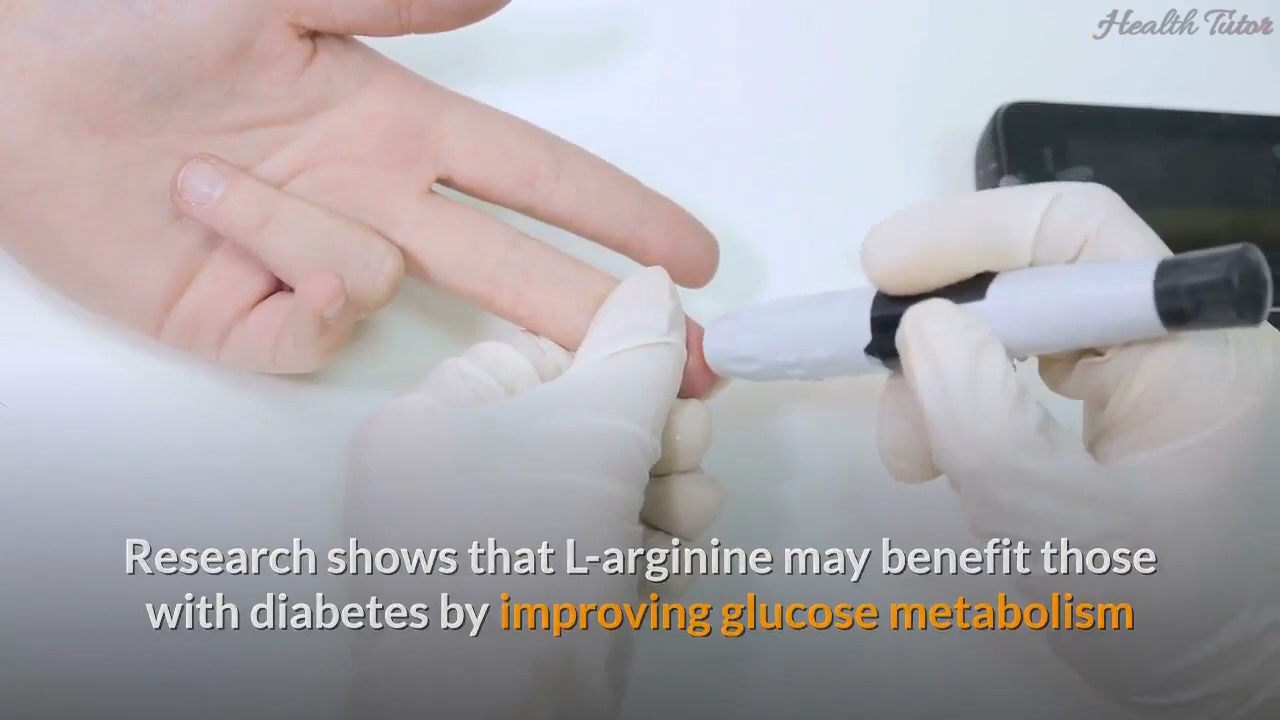 Health Tutor
Research shows that L-arginine may benefit those
with diabetes by improving glucose metabolism